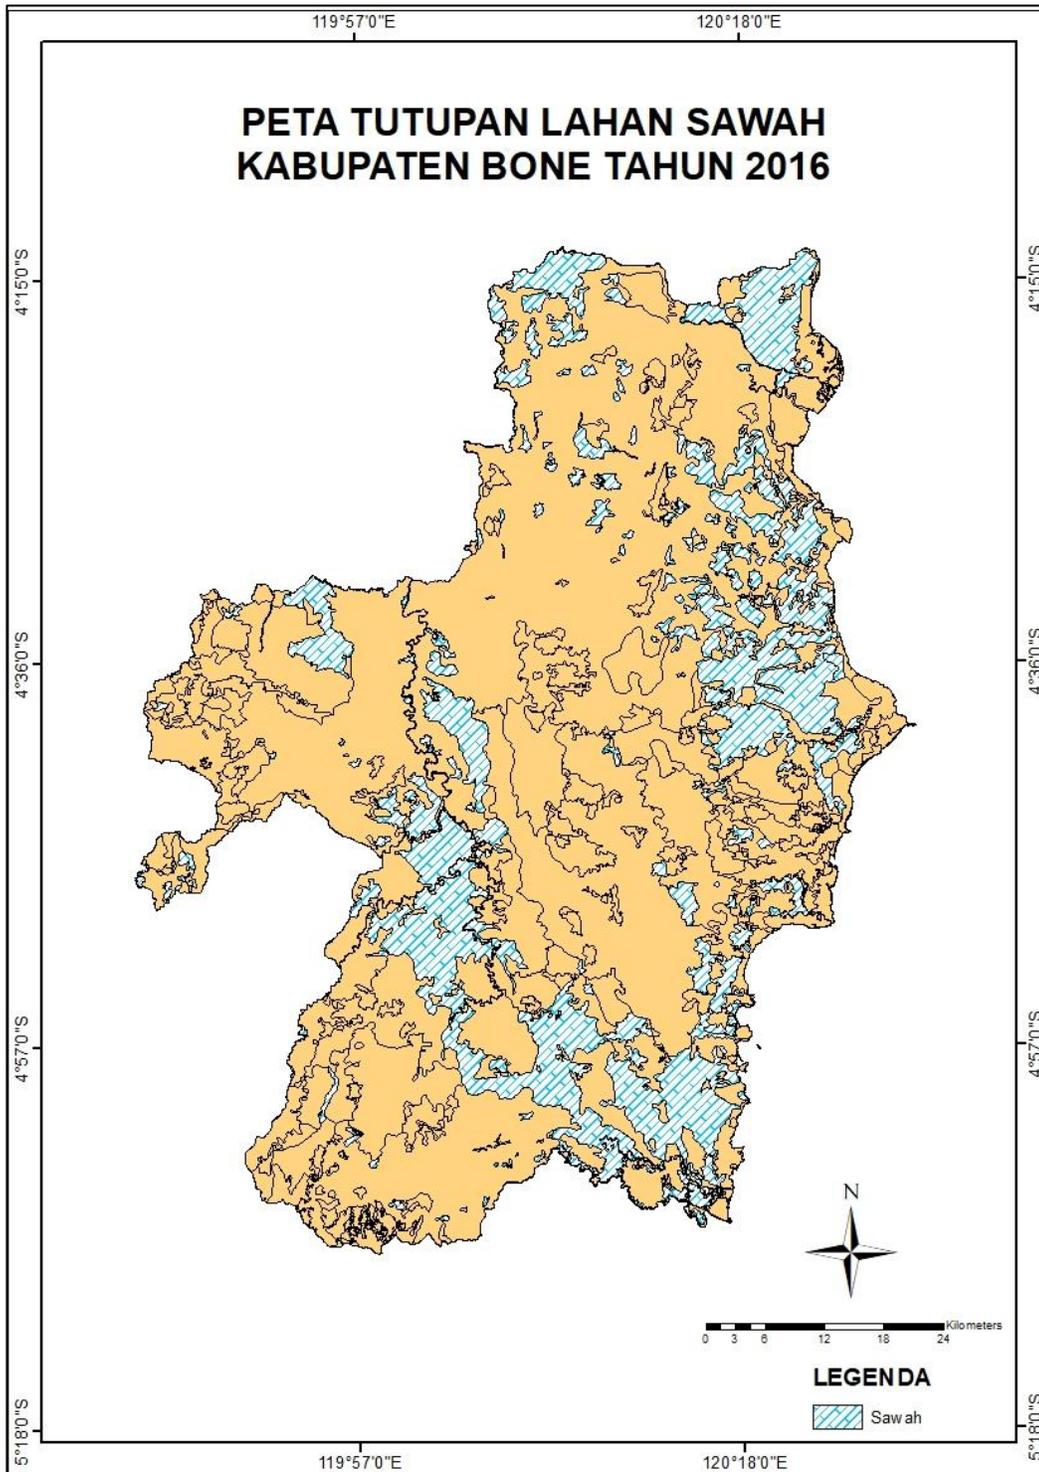 119°57'0"E 120°18'0"E
PETA TUTUPAN LAHAN SAWAH
KABUPATEN BONE TAHUN 2016
4°15'0"S 4°15'0"S
4°36'0"S 4°36'0"S
4°57'0"S 4°57'0"S
N
Kilometers
0 3 6 12 18 24
LEGENDA
Sawah
5°18'0"S 5°18'0"S
119°57'0"E 120°18'0"E